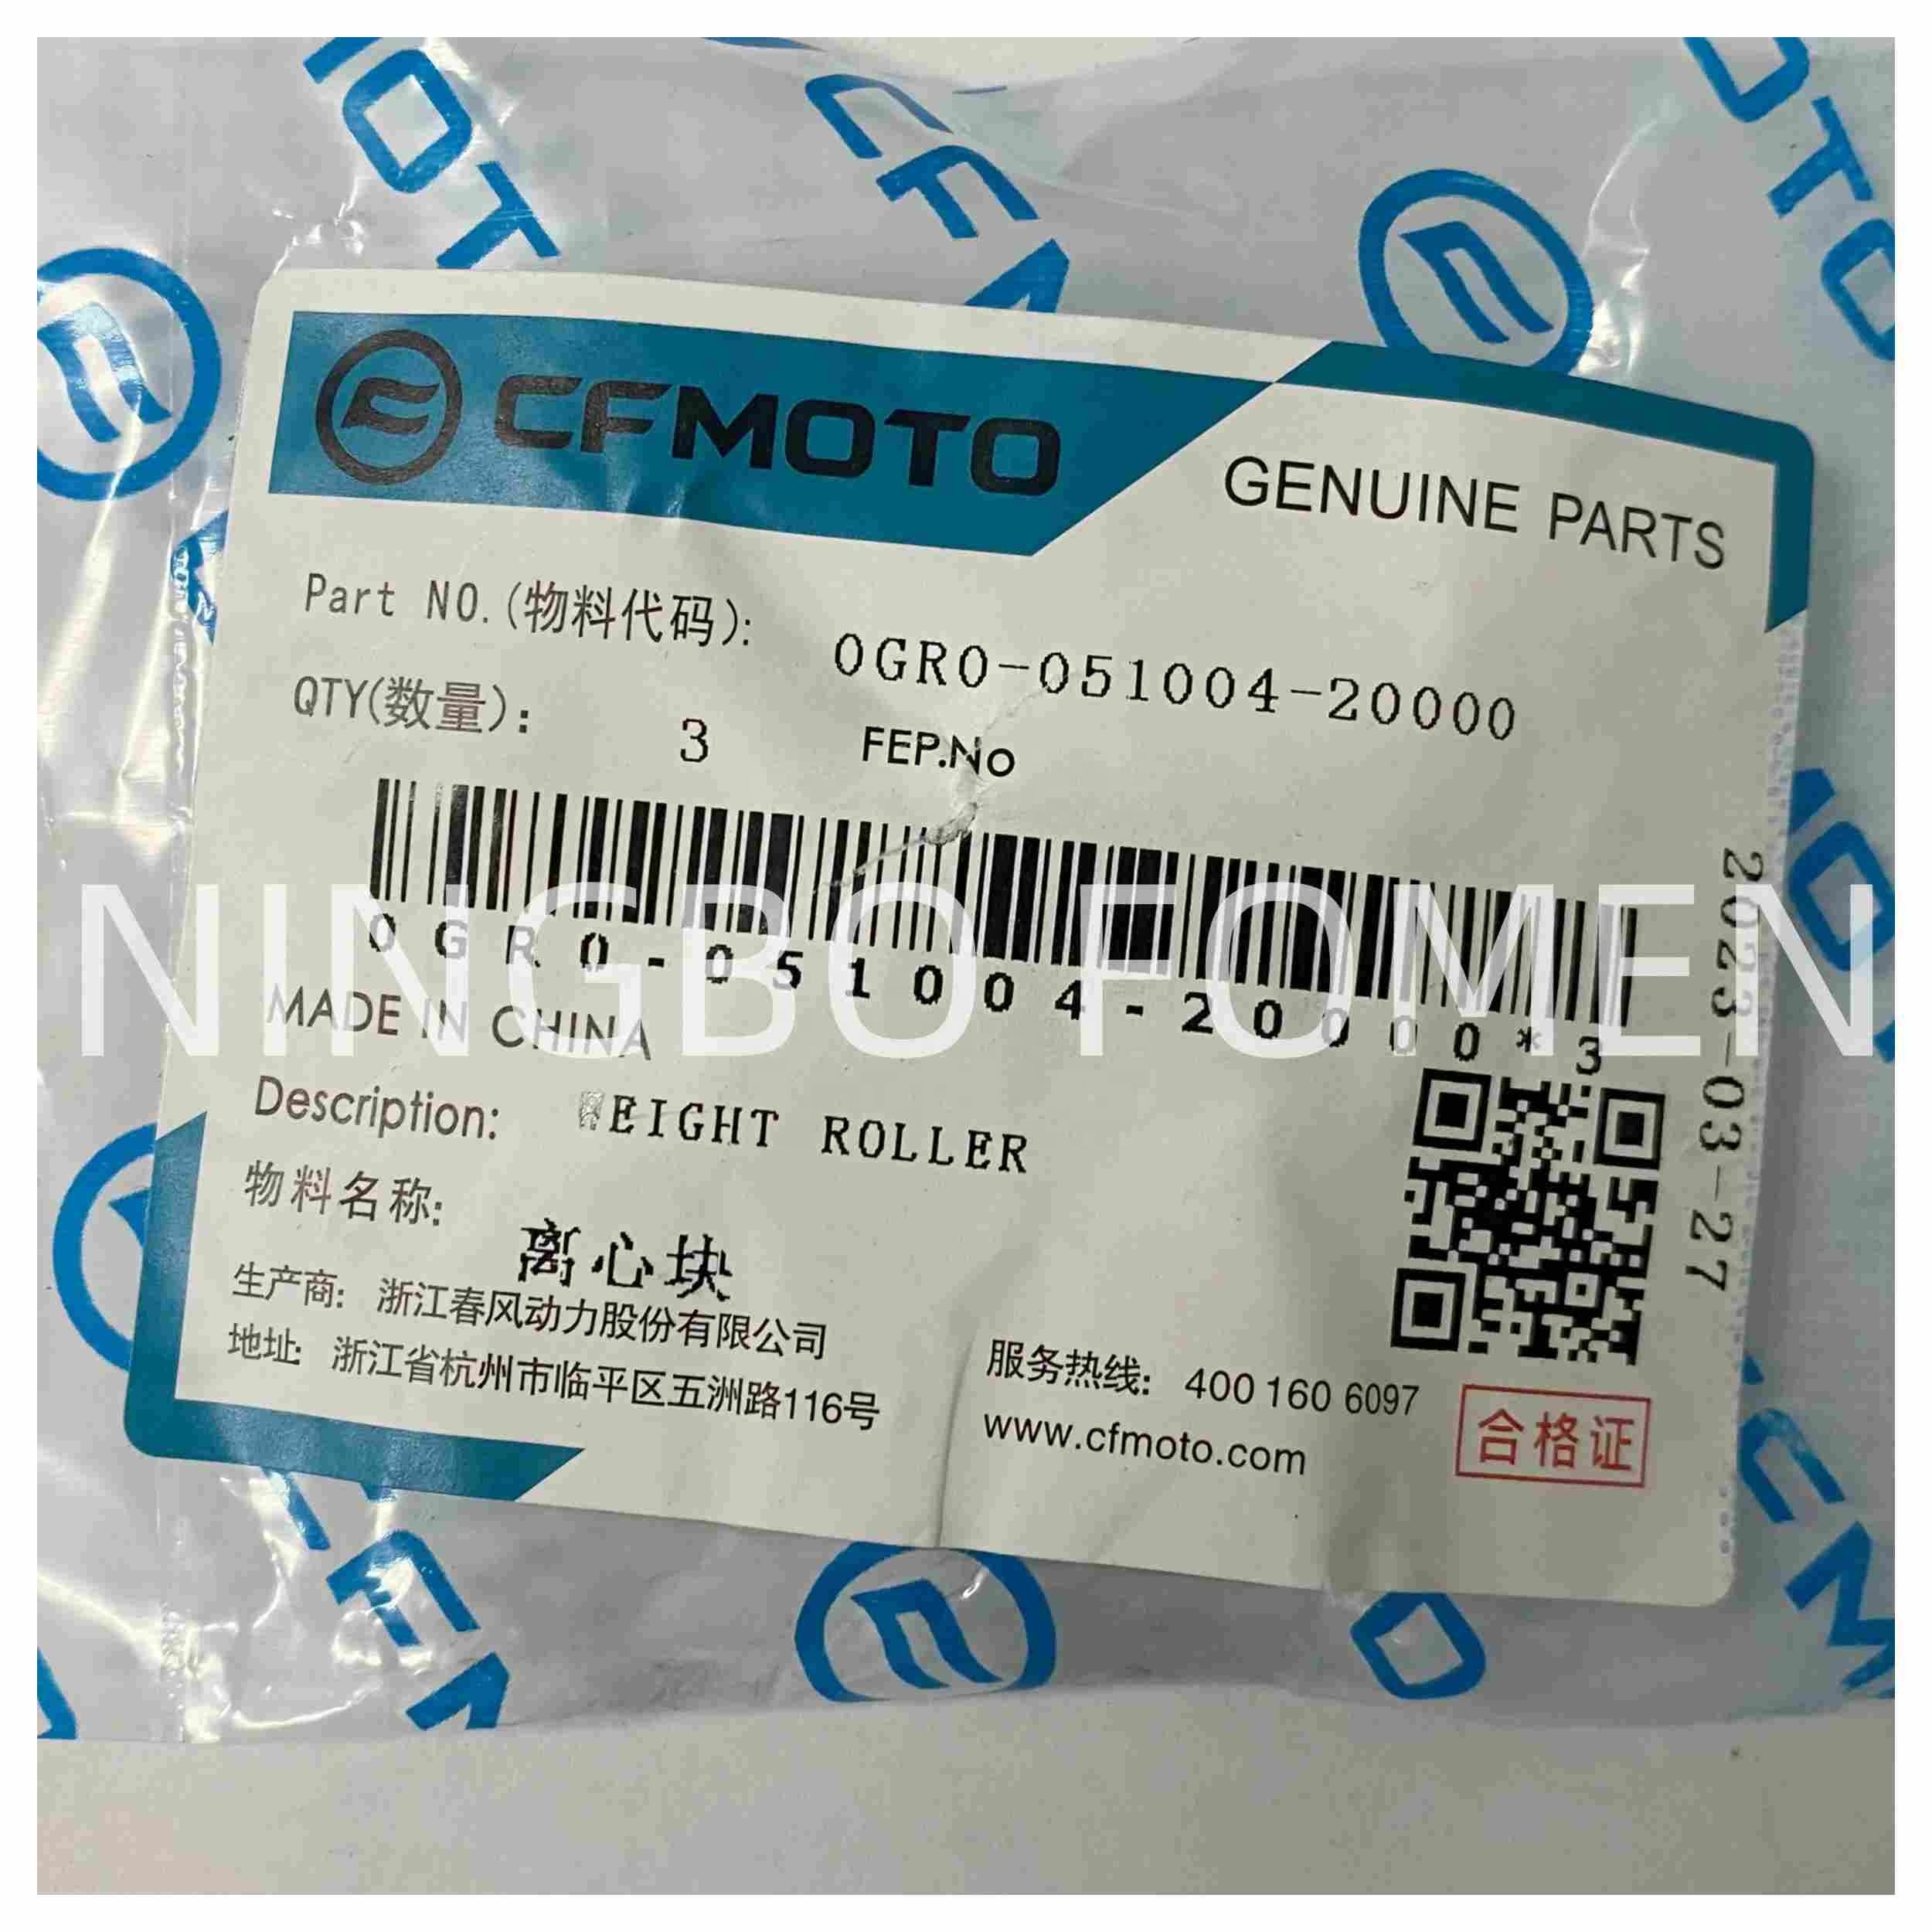 CFMOTO
GENUINE PARTS
Part NO.(物料代码): 0GR0-051004-20000
QTY(数量): 3 FEP.No
0GR0-051004-20000*3
2023-03-27
NINGBO FOMEN
MADE IN CHINA
Description: WEIGHT ROLLER
物料名称: 离心块
生产商: 浙江春风动力股份有限公司
地址: 浙江省杭州市临平区五洲路116号
服务热线: 400 160 6097
www.cfmoto.com
合格证